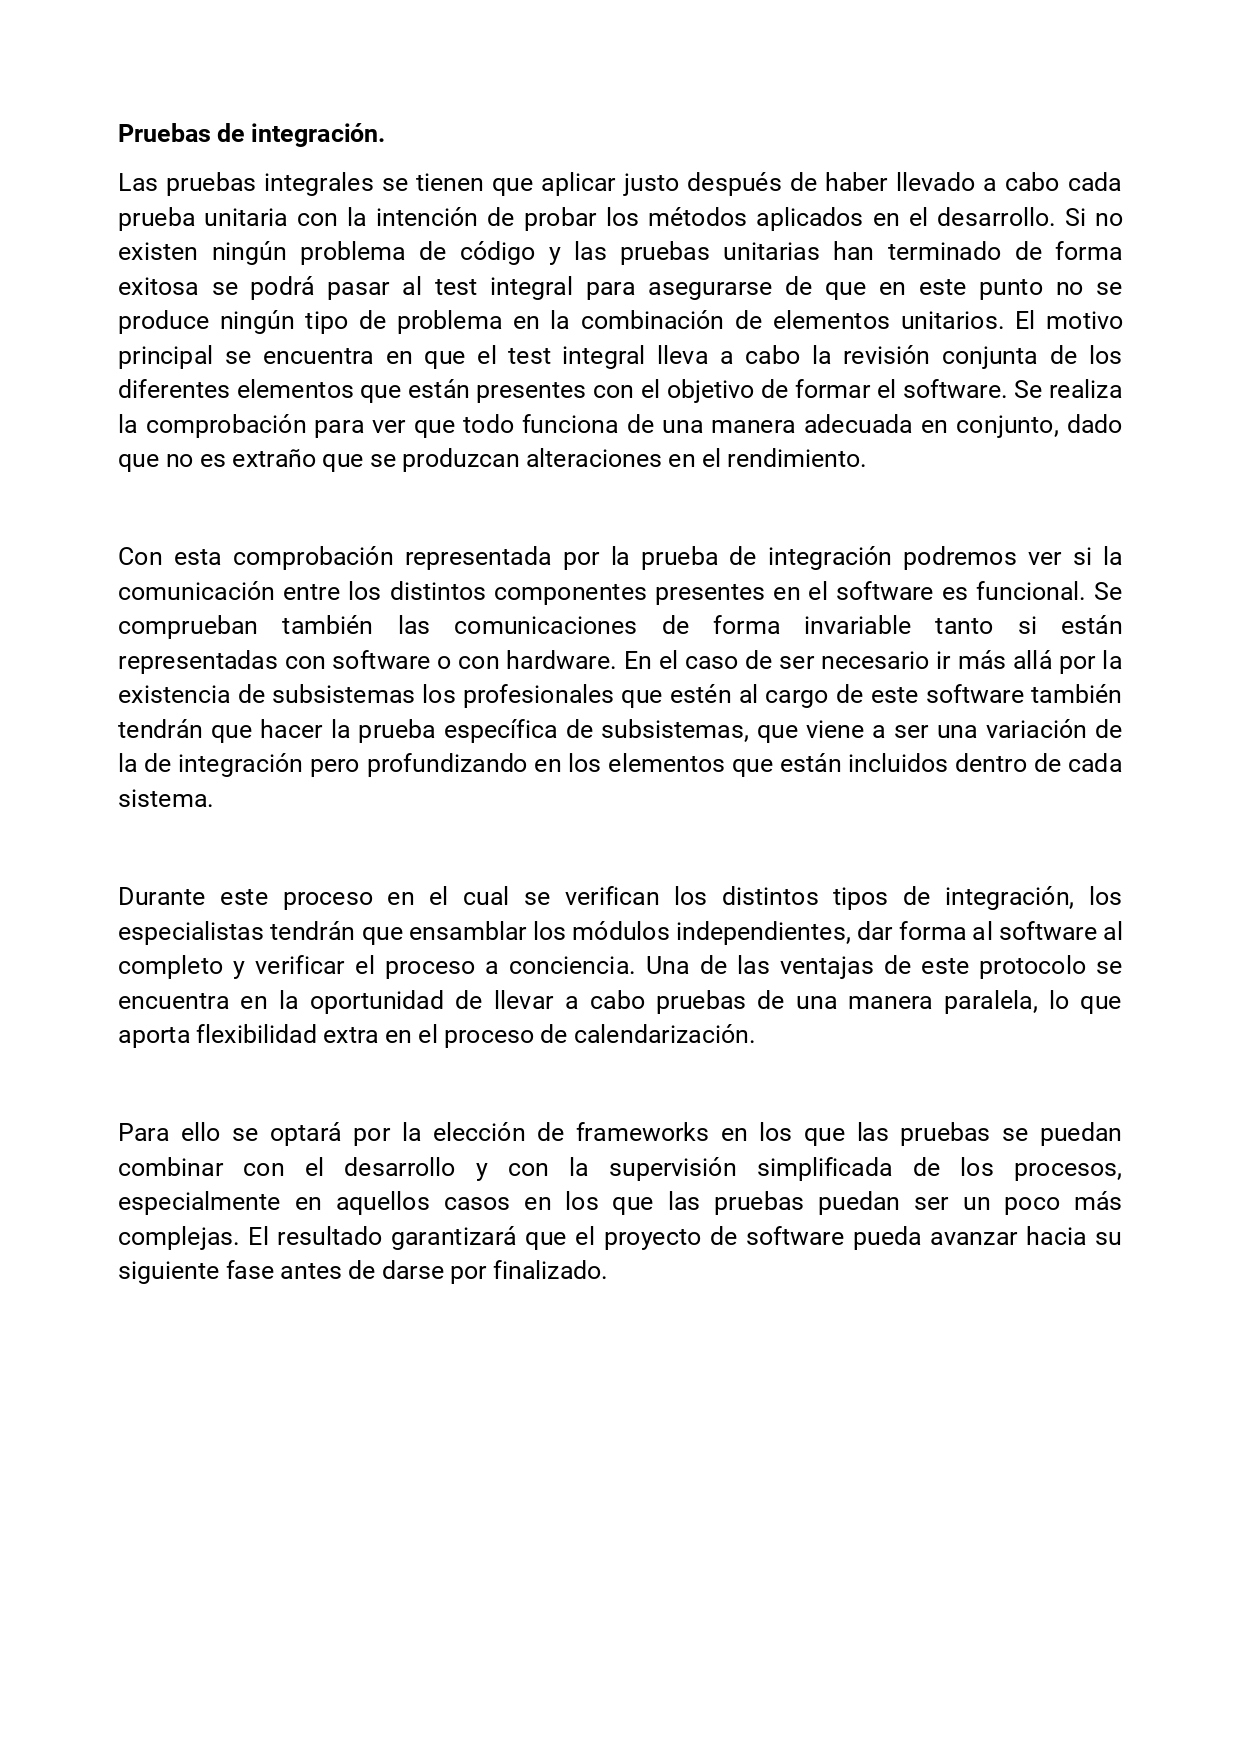 Pruebas de integración.
Las pruebas integrales se tienen que aplicar justo después de haber llevado a cabo cada
prueba unitaria con la intención de probar los métodos aplicados en el desarrollo. Si no
existen ningún problema de código y las pruebas unitarias han terminado de forma
exitosa se podrá pasar al test integral para asegurarse de que en este punto no se
produce ningún tipo de problema en la combinación de elementos unitarios. El motivo
principal se encuentra en que el test integral lleva a cabo la revisión conjunta de los
diferentes elementos que están presentes con el objetivo de formar el software. Se realiza
la comprobación para ver que todo funciona de una manera adecuada en conjunto, dado
que no es extraño que se produzcan alteraciones en el rendimiento.
Con esta comprobación representada por la prueba de integración podremos ver si la
comunicación entre los distintos componentes presentes en el software es funcional. Se
comprueban también las comunicaciones de forma invariable tanto si están
representadas con software o con hardware. En el caso de ser necesario ir más allá por la
existencia de subsistemas los profesionales que estén al cargo de este software también
tendrán que hacer la prueba específica de subsistemas, que viene a ser una variación de
la de integración pero profundizando en los elementos que están incluidos dentro de cada
sistema.
Durante este proceso en el cual se verifican los distintos tipos de integración, los
especialistas tendrán que ensamblar los módulos independientes, dar forma al software al
completo y verificar el proceso a conciencia. Una de las ventajas de este protocolo se
encuentra en la oportunidad de llevar a cabo pruebas de una manera paralela, lo que
aporta flexibilidad extra en el proceso de calendarización.
Para ello se optará por la elección de frameworks en los que las pruebas se puedan
combinar con el desarrollo y con la supervisión simplificada de los procesos,
especialmente en aquellos casos en los que las pruebas puedan ser un poco más
complejas. El resultado garantizará que el proyecto de software pueda avanzar hacia su
siguiente fase antes de darse por finalizado.